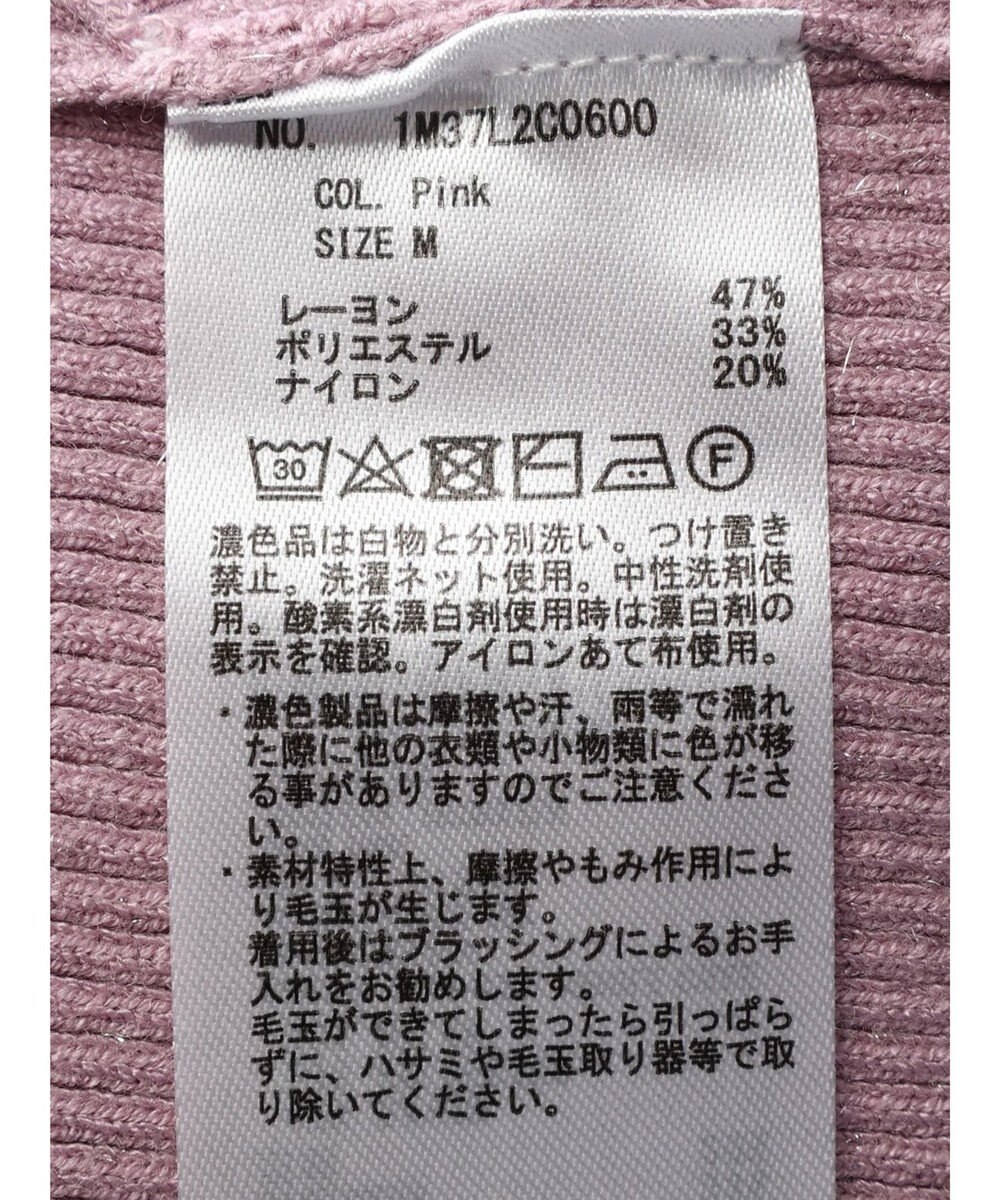 NO. 1M37L2C0600
COL. Pink
SIZE M
レーヨン 47%
ポリエステル 33%
ナイロン 20%
30 F
濃色品は白物と分別洗い。つけ置き
禁止。洗濯ネット使用。中性洗剤使
用。酸素系漂白剤使用時は漂白剤の
表示を確認。アイロンあて布使用。
・濃色製品は摩擦や汗、雨等で濡れ
た際に他の衣類や小物類に色が移
る事がありますのでご注意くださ
い。
・素材特性上、摩擦やもみ作用によ
り毛玉が生じます。
着用後はブラッシングによるお手
入れをお勧めします。
毛玉ができてしまったら引っぱら
ずに、ハサミや毛玉取り器等で取
り除いてください。